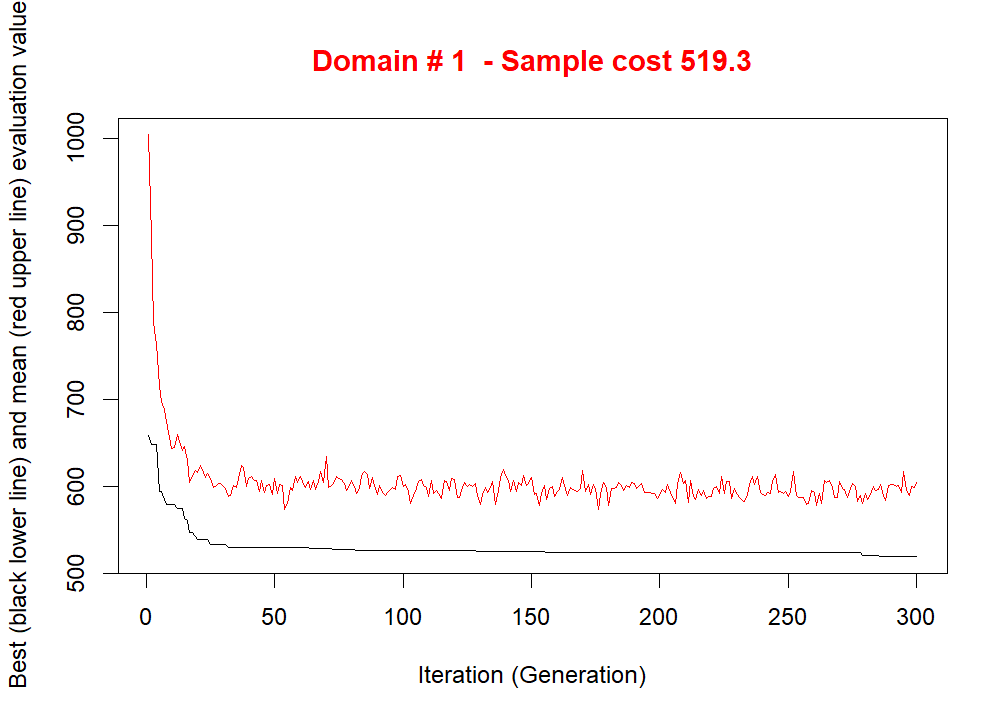 Domain # 1  - Sample cost 519.3
Best (black lower line) and mean (red upper line) evaluation value
1000
900
800
700
600
500
0 50 100 150 200 250 300
Iteration (Generation)